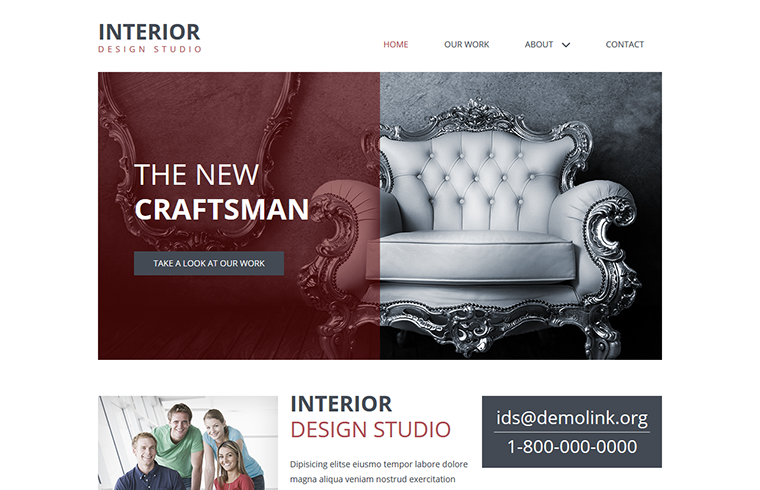 INTERIOR
DESIGN STUDIO
HOME OUR WORK ABOUT CONTACT
THE NEW
CRAFTSMAN
TAKE A LOOK AT OUR WORK
INTERIOR
DESIGN STUDIO
Dipisicing elitse eiusmo tempor labore dolore
magna aliqua veniam nostrud exercitation
ids@demolink.org
1-800-000-0000